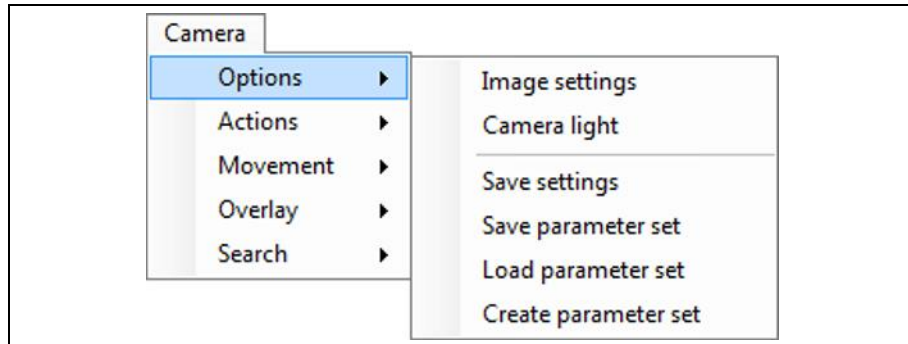 Camera
Options
Actions
Movement
Overlay
Search
Image settings
Camera light
Save settings
Save parameter set
Load parameter set
Create parameter set